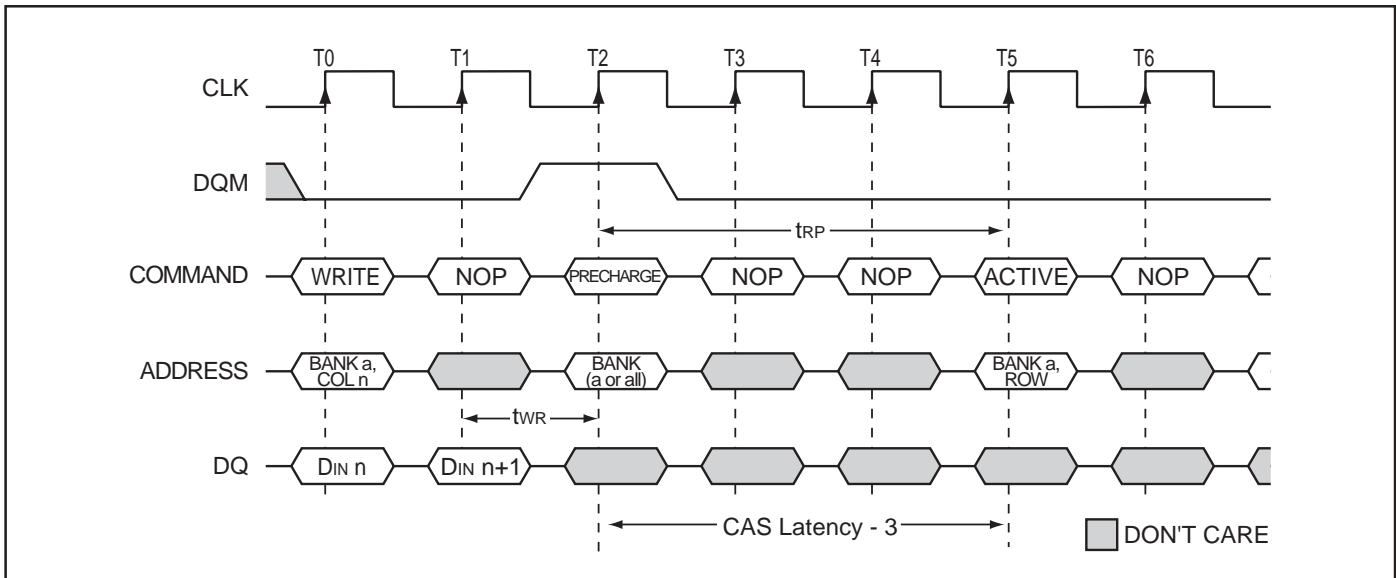 T0 T1 T2 T3 T4 T5 T6
CLK
DQM
tRP
COMMAND WRITE NOP PRECHARGE NOP NOP ACTIVE NOP
ADDRESS BANK a, COL n BANK (a or all) BANK a, ROW
tWR
DQ DIN n DIN n+1
CAS Latency - 3
DON'T CARE